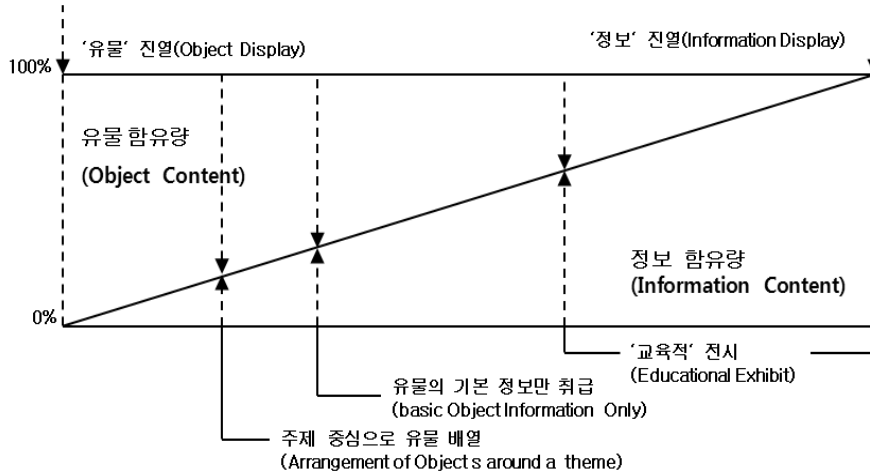 ‘유물‘ 진열(Object Display)
‘정보‘ 진열(Information Display)
100%
유물 함유량
(Object Content)
정보 함유량
(Information Content)
0%
‘교육적‘ 전시
(Educational Exhibit)
유물의 기본 정보만 취급
(basic Object Information Only)
주제 중심으로 유물 배열
(Arrangement of Object s around a theme)